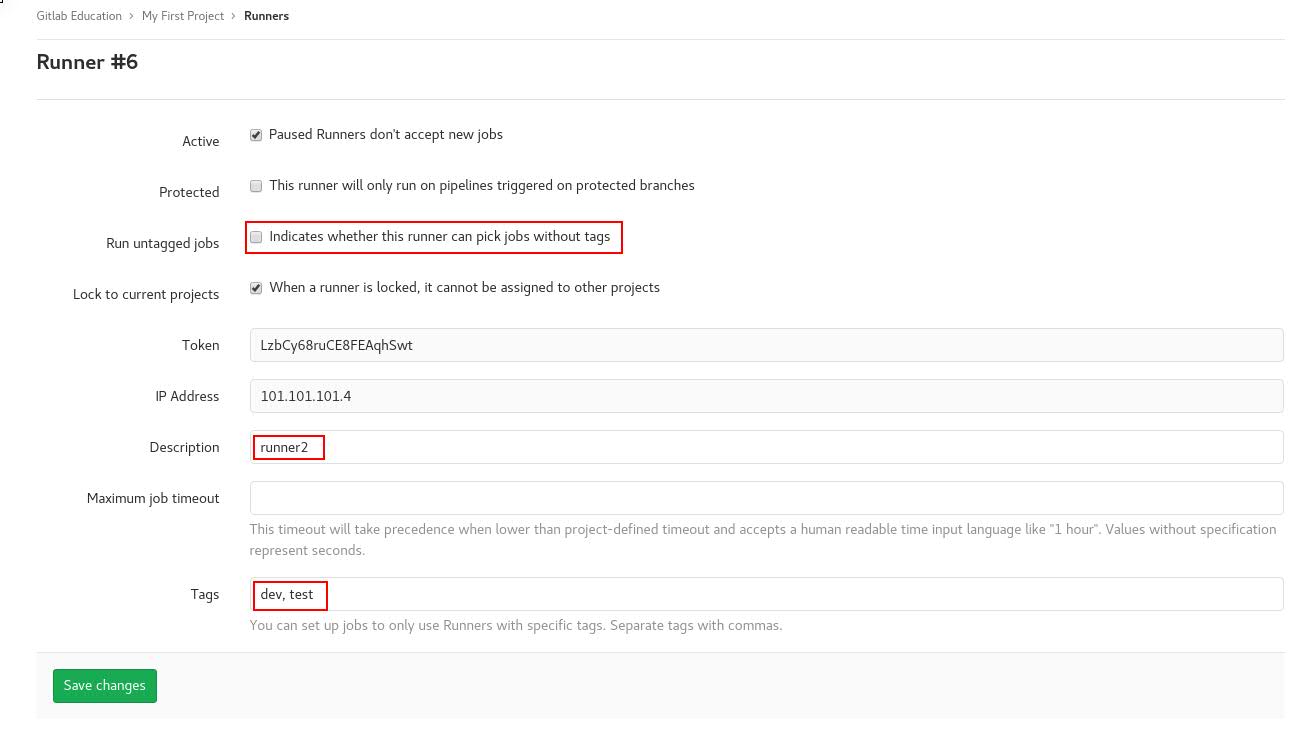 Gitlab Education › My First Project › Runners
Runner #6
Active Paused Runners don't accept new jobs
Protected This runner will only run on pipelines triggered on protected branches
Run untagged jobs Indicates whether this runner can pick jobs without tags
Lock to current projects When a runner is locked, it cannot be assigned to other projects
Token LzbCy68ruCE8FEAqhSwt
IP Address 101.101.101.4
Description runner2
Maximum job timeout
This timeout will take precedence when lower than project-defined timeout and accepts a human readable time input language like "1 hour". Values without specification
represent seconds.
Tags dev, test
You can set up jobs to only use Runners with specific tags. Separate tags with commas.
Save changes